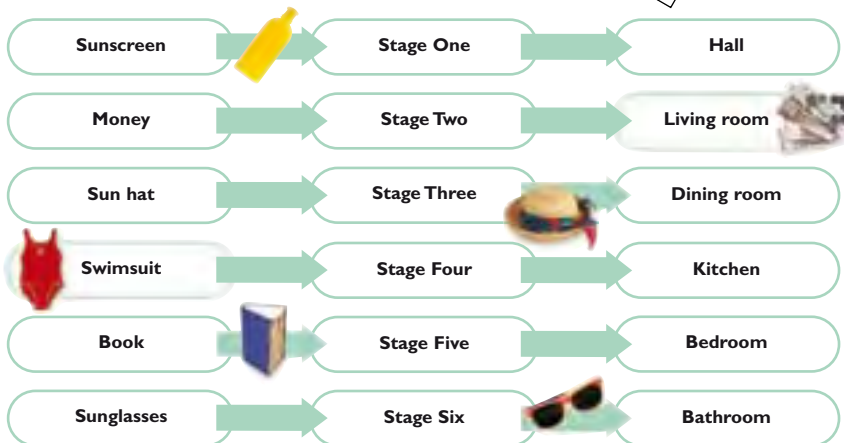 Sunscreen Stage One Hall
Money Stage Two Living room
Sun hat Stage Three Dining room
Swimsuit Stage Four Kitchen
Book Stage Five Bedroom
Sunglasses Stage Six Bathroom